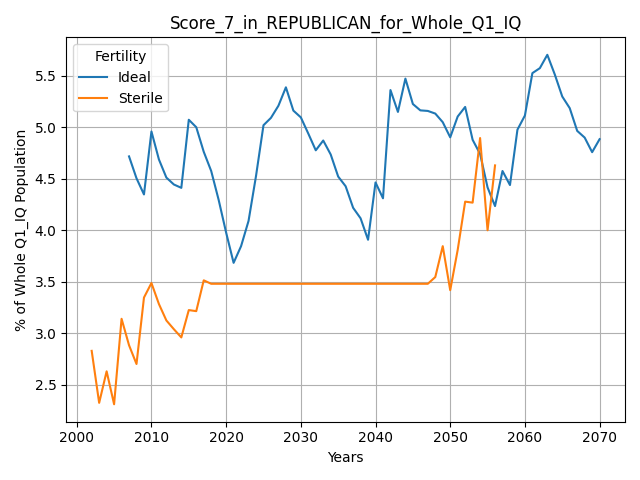 Score_7_in_REPUBLICAN_for_Whole_Q1_IQ
Fertility
Ideal
Sterile
% of Whole Q1_IQ Population
5.5
5.0
4.5
4.0
3.5
3.0
2.5
2000 2010 2020 2030 2040 2050 2060 2070
Years